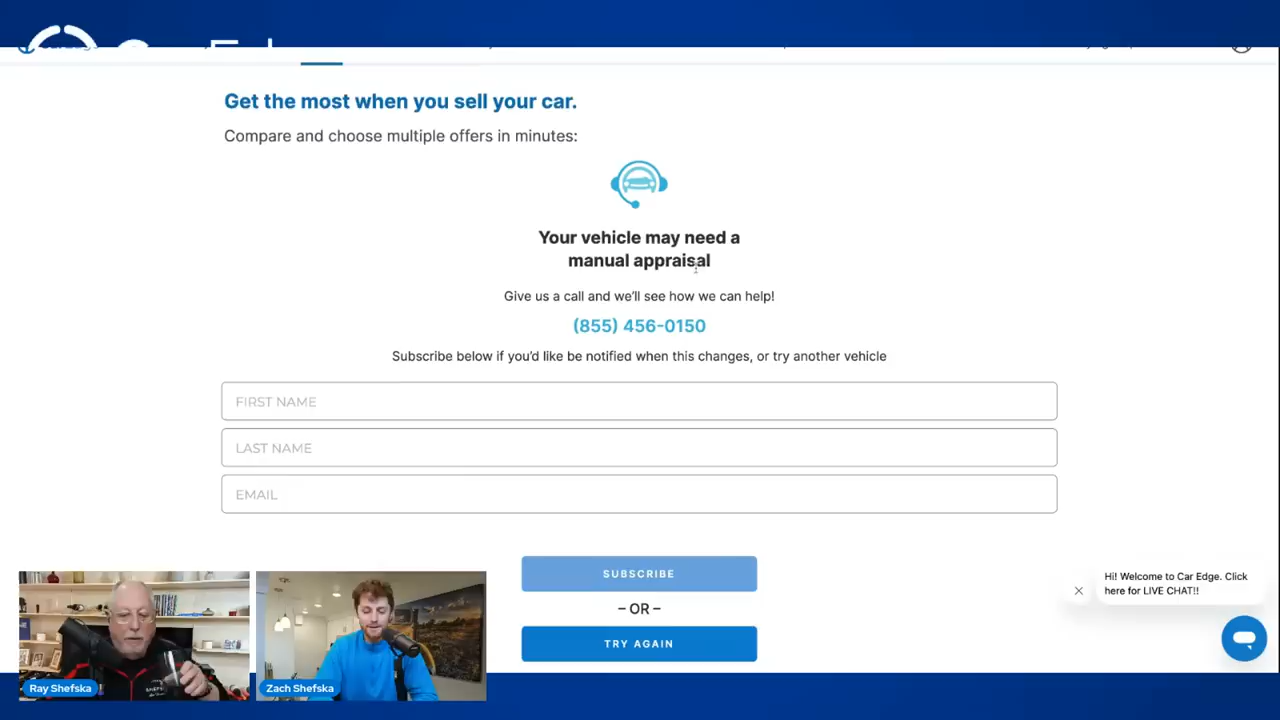 Get the most when you sell your car.
Compare and choose multiple offers in minutes:
Your vehicle may need a
manual appraisal
Give us a call and we'll see how we can help!
(855) 456-0150
Subscribe below if you'd like be notified when this changes, or try another vehicle
FIRST NAME
LAST NAME
EMAIL
SUBSCRIBE
– OR –
TRY AGAIN
Hi! Welcome to Car Edge. Click
here for LIVE CHAT!!
Ray Shefska
Zach Shefska